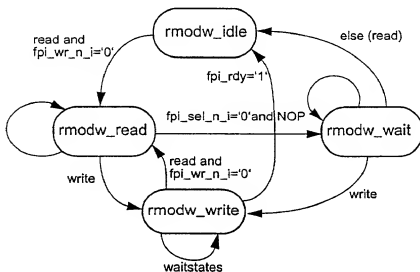 rmodw_idle
read and
fpi_wr_n_i='0'
else (read)
fpi_rdy='1'
rmodw_read
fpi_sel_n_i='0'and NOP
rmodw_wait
write
read and
fpi_wr_n_i='0'
write
rmodw_write
waitstates